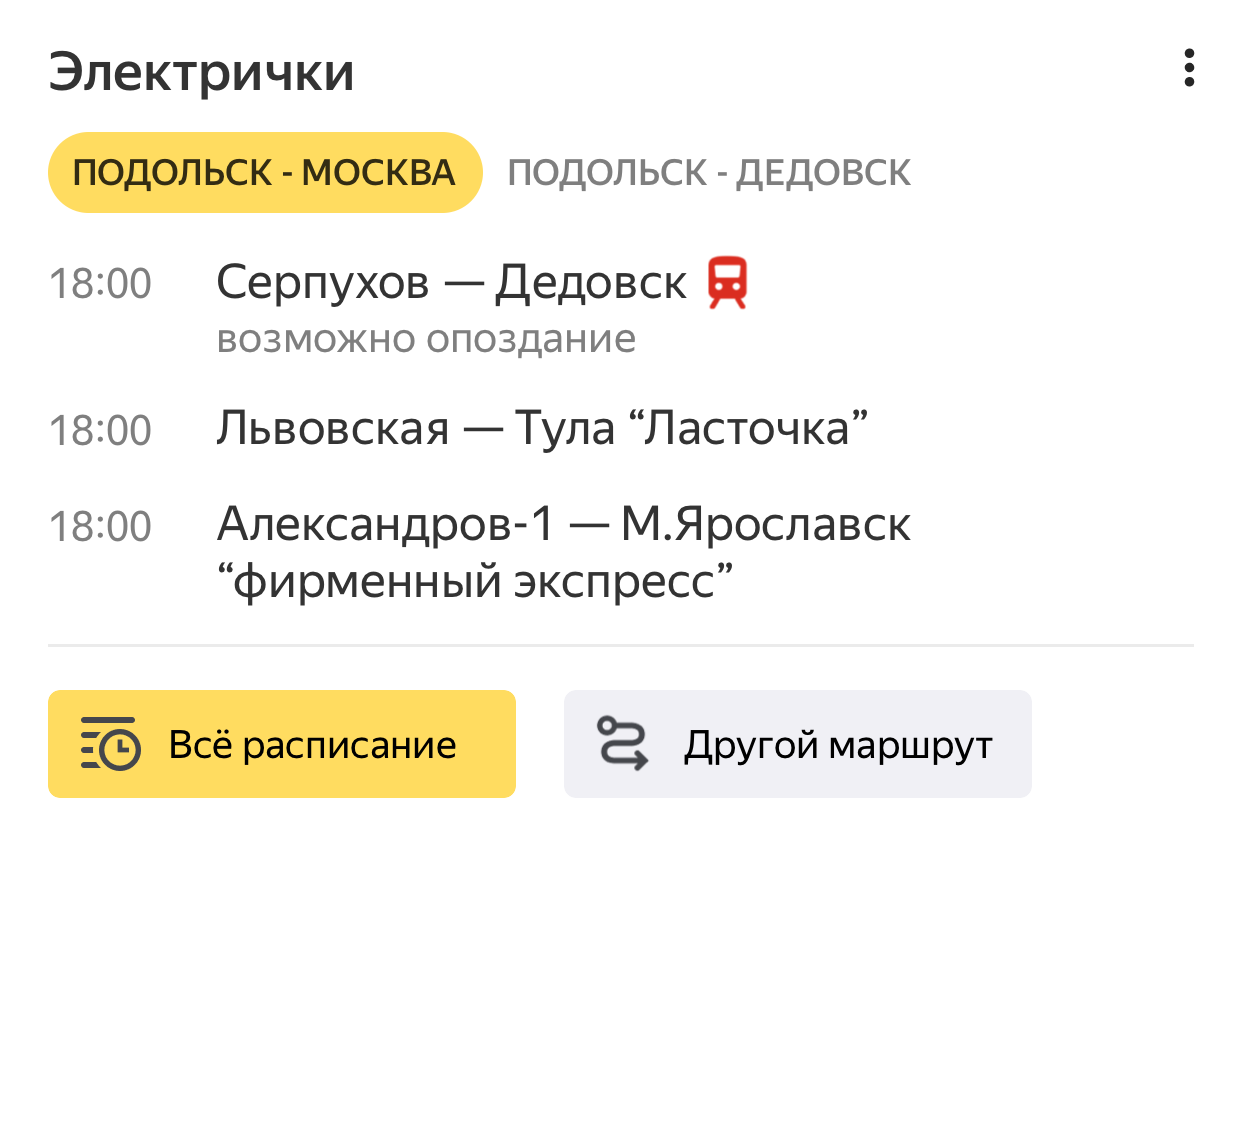 Электрички
ПОДОЛЬСК - МОСКВА ПОДОЛЬСК - ДЕДОВСК
18:00 Серпухов — Дедовск
возможно опоздание
18:00 Львовская — Тула “Ласточка”
18:00 Александров-1 — М.Ярославск
“фирменный экспресс”
Всё расписание Другой маршрут